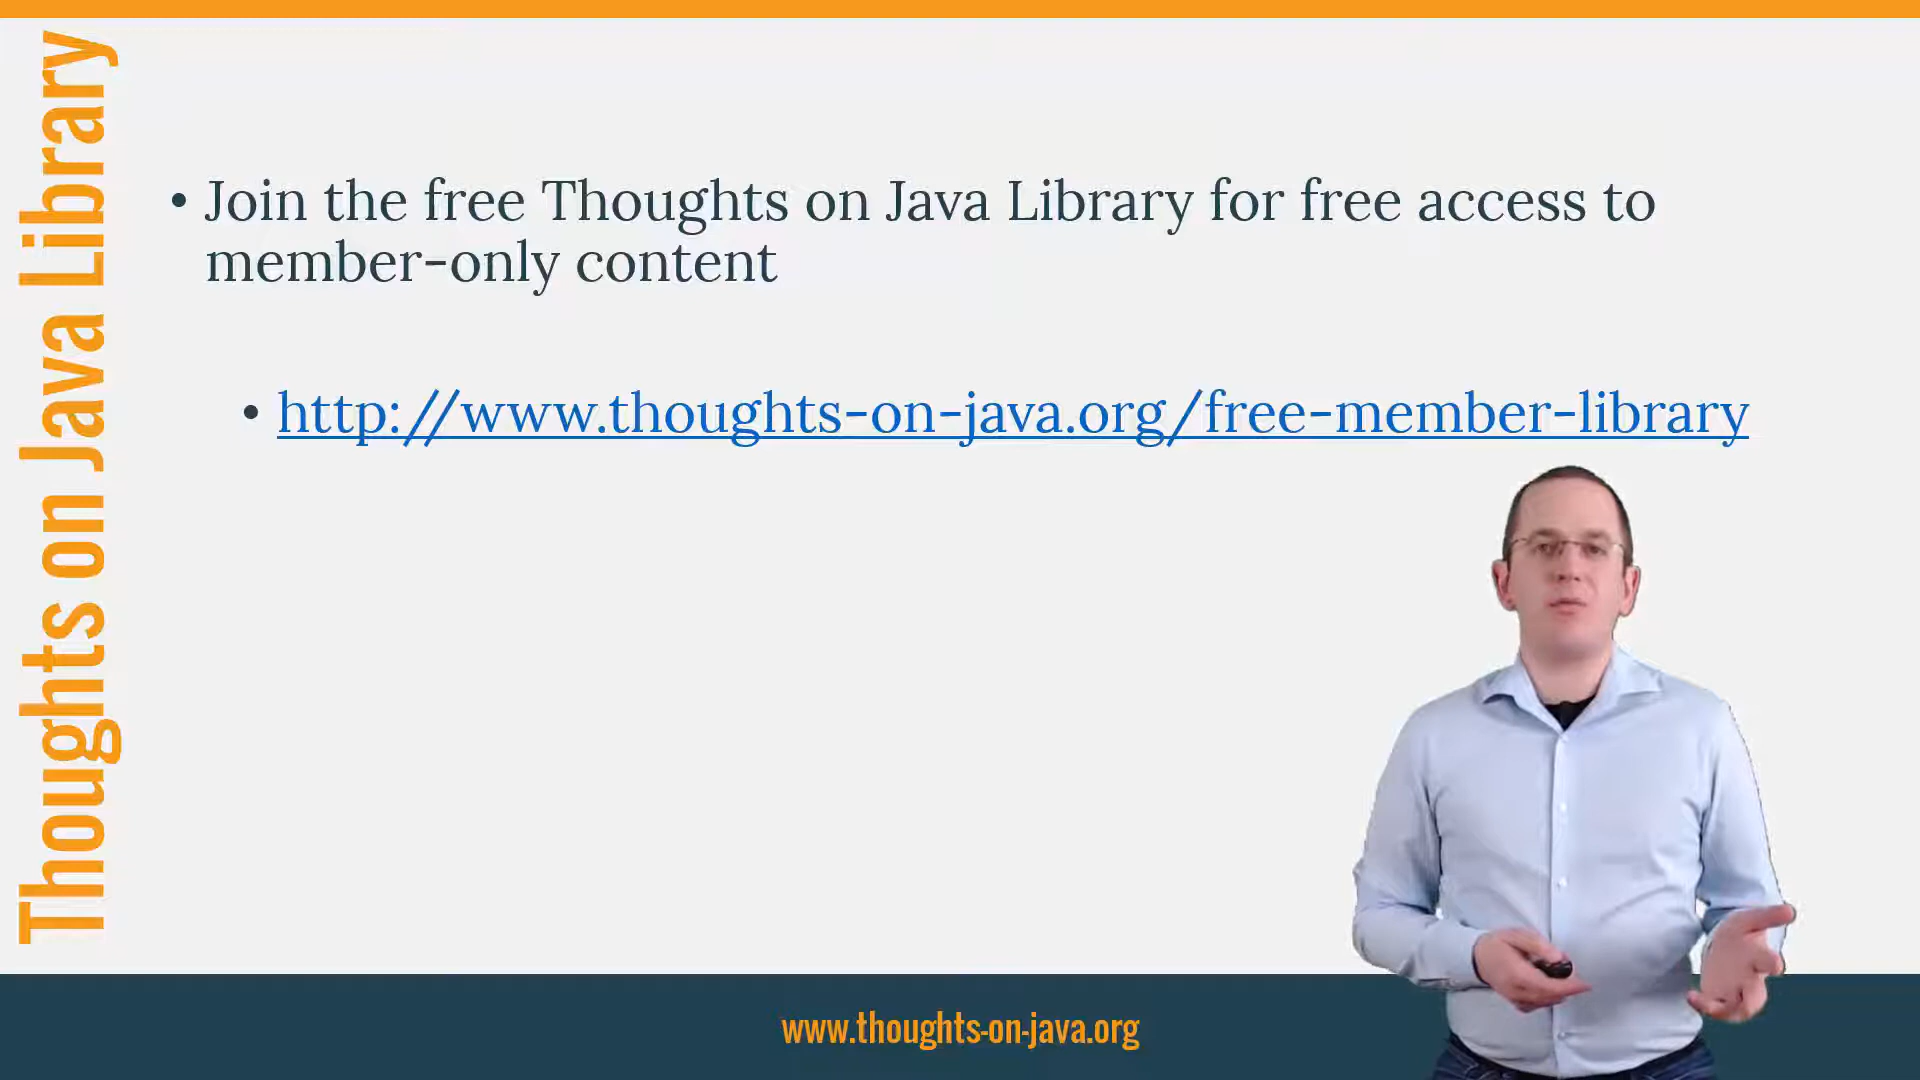 Thoughts on Java Library
• Join the free Thoughts on Java Library for free access to
member-only content
• http://www.thoughts-on-java.org/free-member-library
www.thoughts-on-java.org